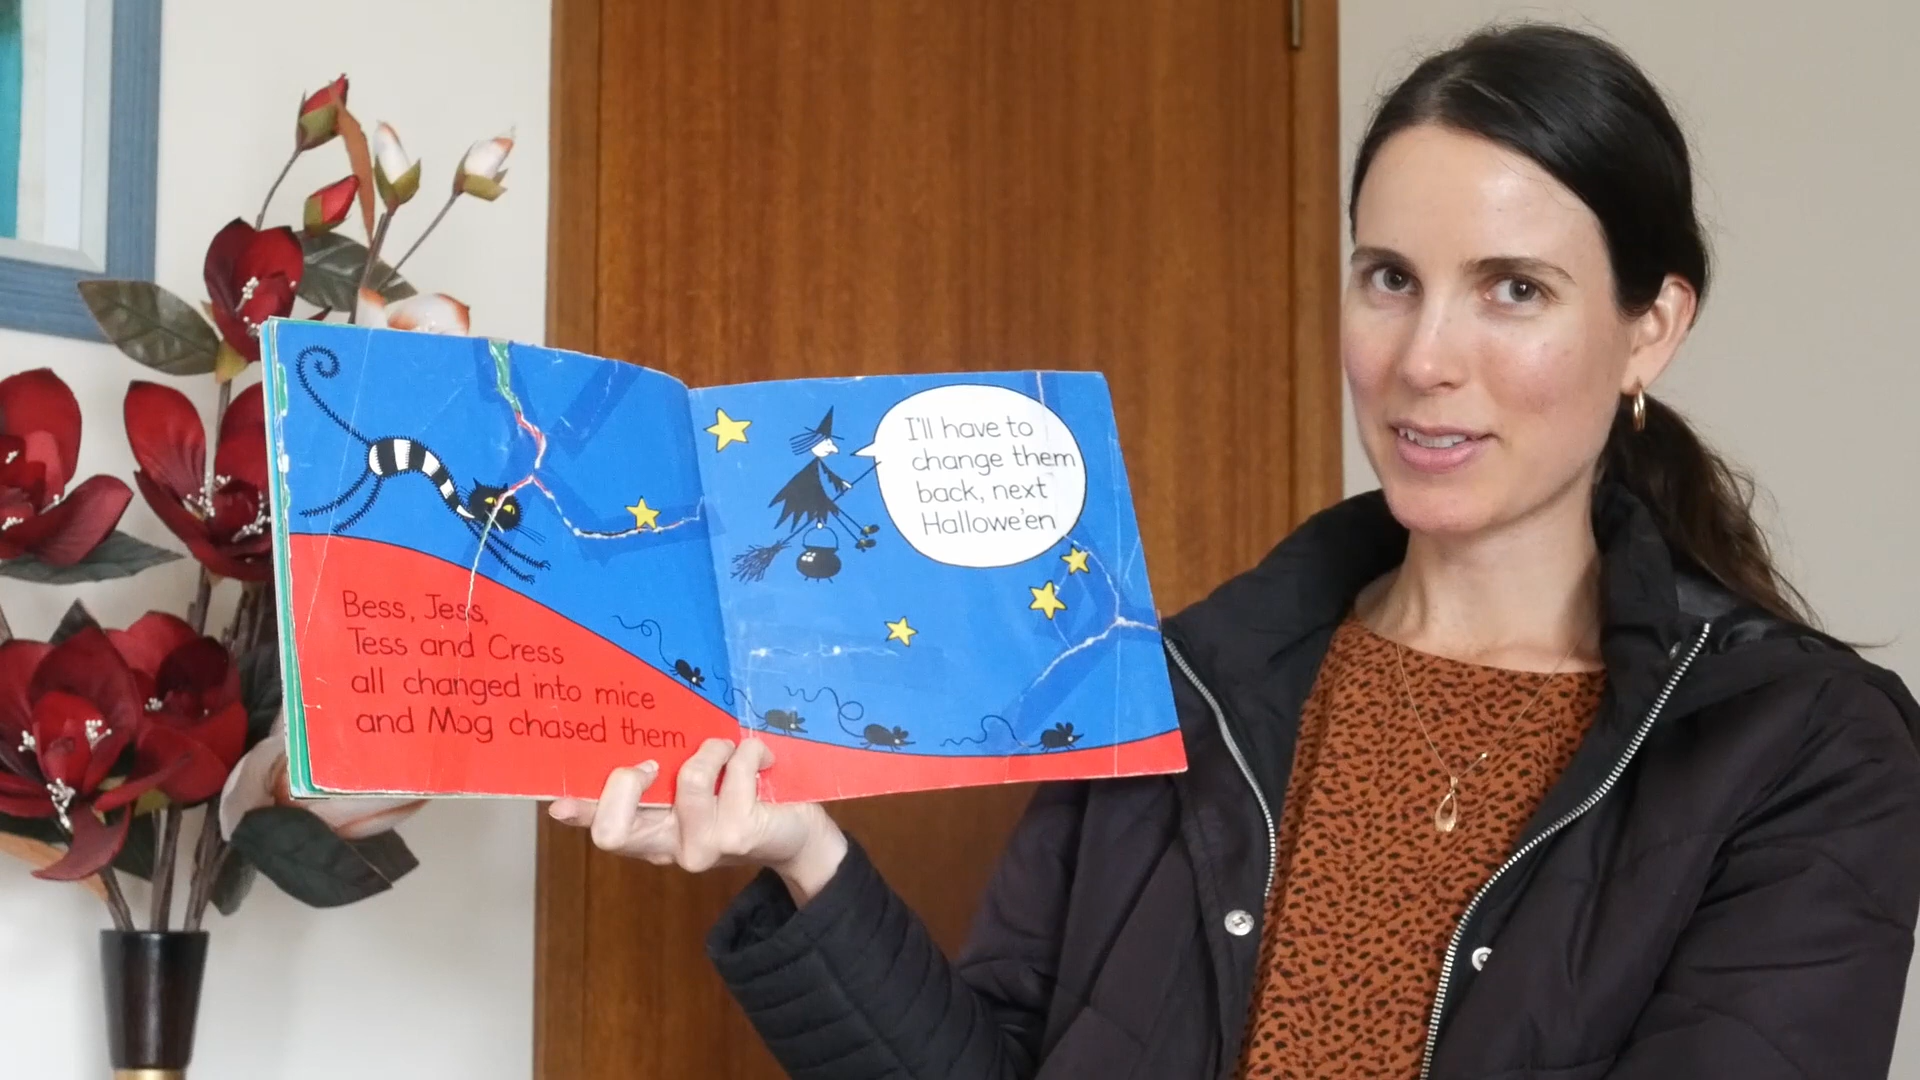 Bess, Jess,
Tess and Cress
all changed into mice
and Mog chased them
I'll have to
change them
back, next
Hallowe'en